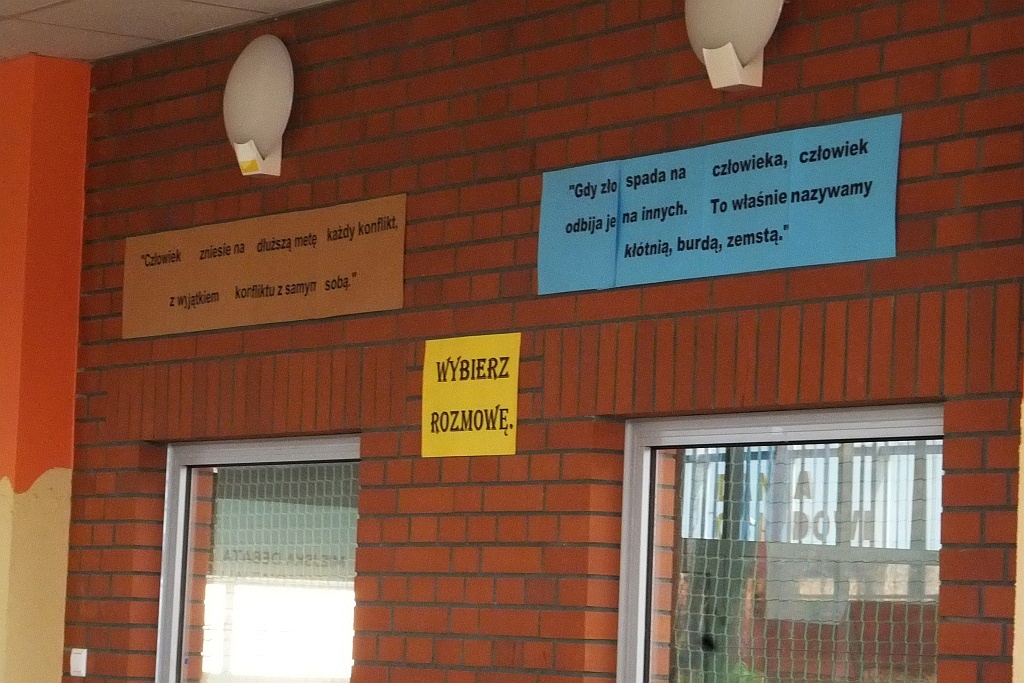 "Człowiek zniesie na dłuższą metę każdy konflikt,
z wyjątkiem konfliktu z samym sobą."
"Gdy zło spada na człowieka, człowiek
odbija je na innych. To właśnie nazywamy
kłótnią, burdą, zemstą."
WYBIERZ
ROZMOWĘ.
DEBATA